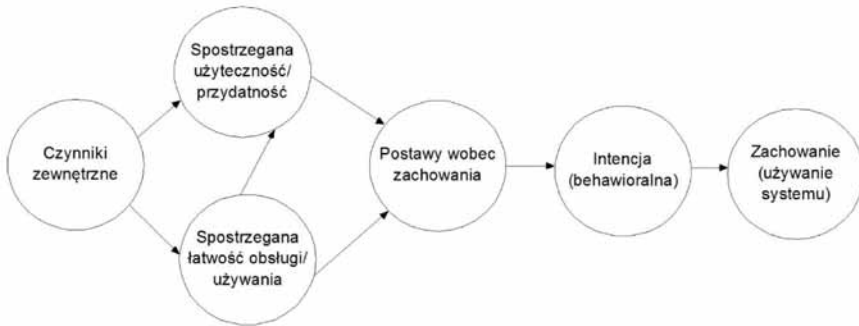 Spostrzegana
użyteczność/
przydatność
Czynniki
zewnętrzne
Spostrzegana
łatwość obsługi/
używania
Postawy wobec
zachowania
Intencja
(behawioralna)
Zachowanie
(używanie
systemu)